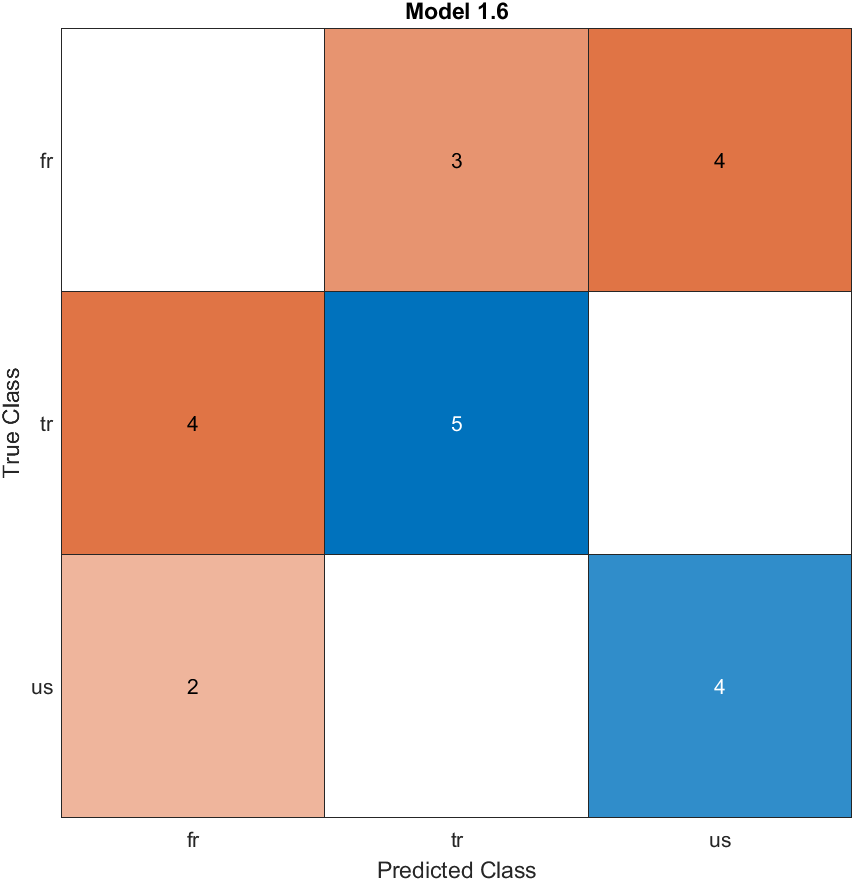 Model 1.6
True Class
fr
3
4
tr
4
5
us
2
4
fr
tr
us
Predicted Class